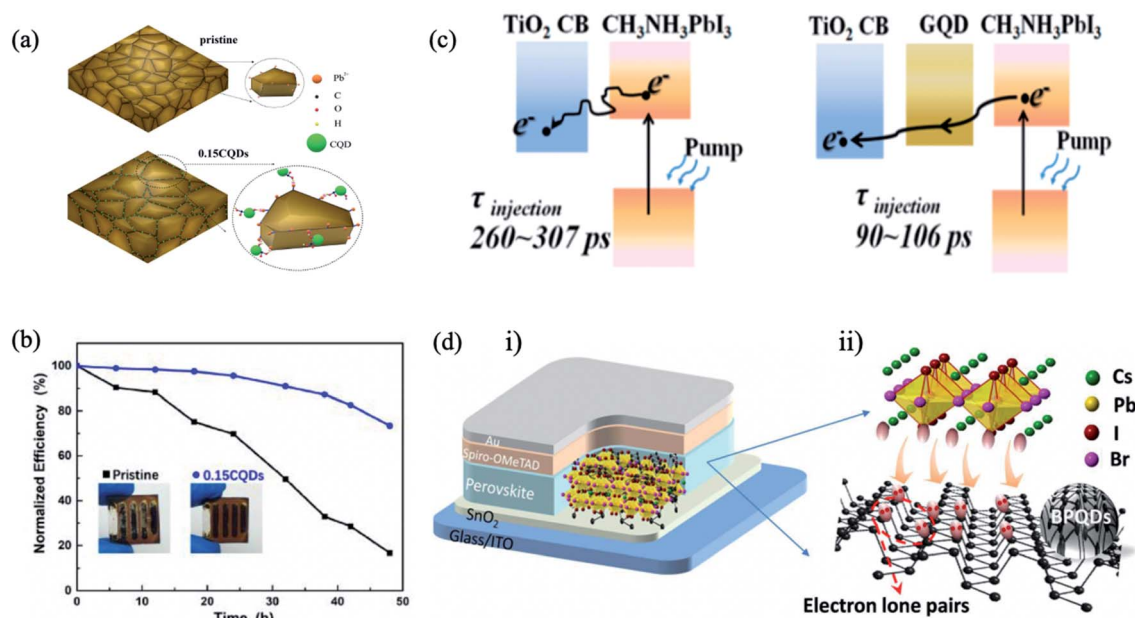 (a)
pristine
Pb²⁺
C
O
H
CQD
0.15CQDs
(c)
TiO₂ CB CH₃NH₃PbI₃
e⁻
e⁻
Pump
τ injection
260~307 ps
TiO₂ CB GQD CH₃NH₃PbI₃
e⁻
e⁻
Pump
τ injection
90~106 ps
(b)
Normalized Efficiency (%)
100
80
60
40
20
0 10 20 30 40 50
Time (h)
Pristine 0.15CQDs
(d) i)
Au
Spiro-OMeTAD
Perovskite
SnO₂
Glass/ITO
ii)
Cs
Pb
I
Br
BPQDs
Electron lone pairs